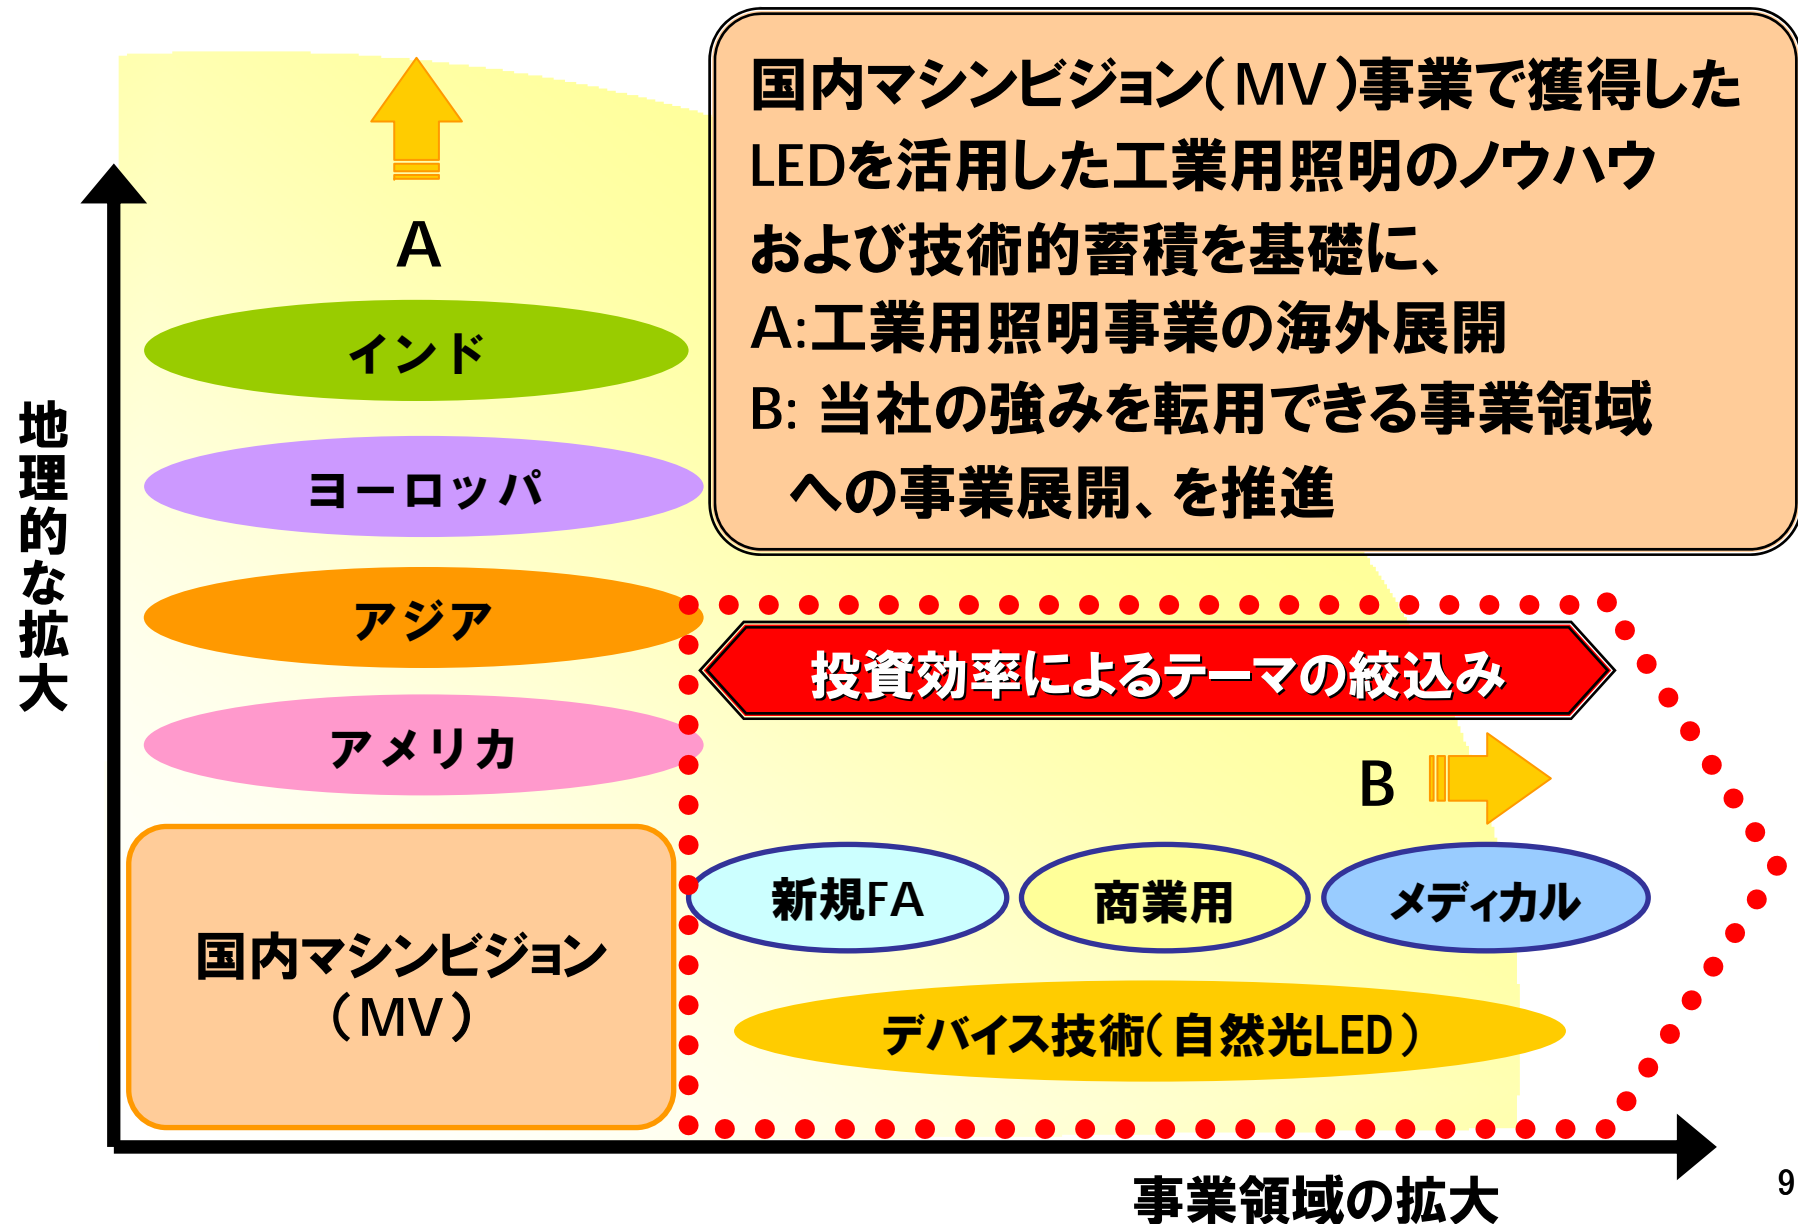 国内マシンビジョン(MV)事業で獲得した
LEDを活用した工業用照明のノウハウ
および技術的蓄積を基礎に、
A:工業用照明事業の海外展開
B: 当社の強みを転用できる事業領域
への事業展開、を推進
A
インド
ヨーロッパ
アジア
アメリカ
地理的な拡大
投資効率によるテーマの絞込み
B
新規FA
商業用
メディカル
国内マシンビジョン
(MV)
デバイス技術(自然光LED)
事業領域の拡大
9